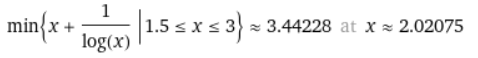 min{x + 1/log(x) | 1.5 ≤ x ≤ 3} ≈ 3.44228 at x ≈ 2.02075